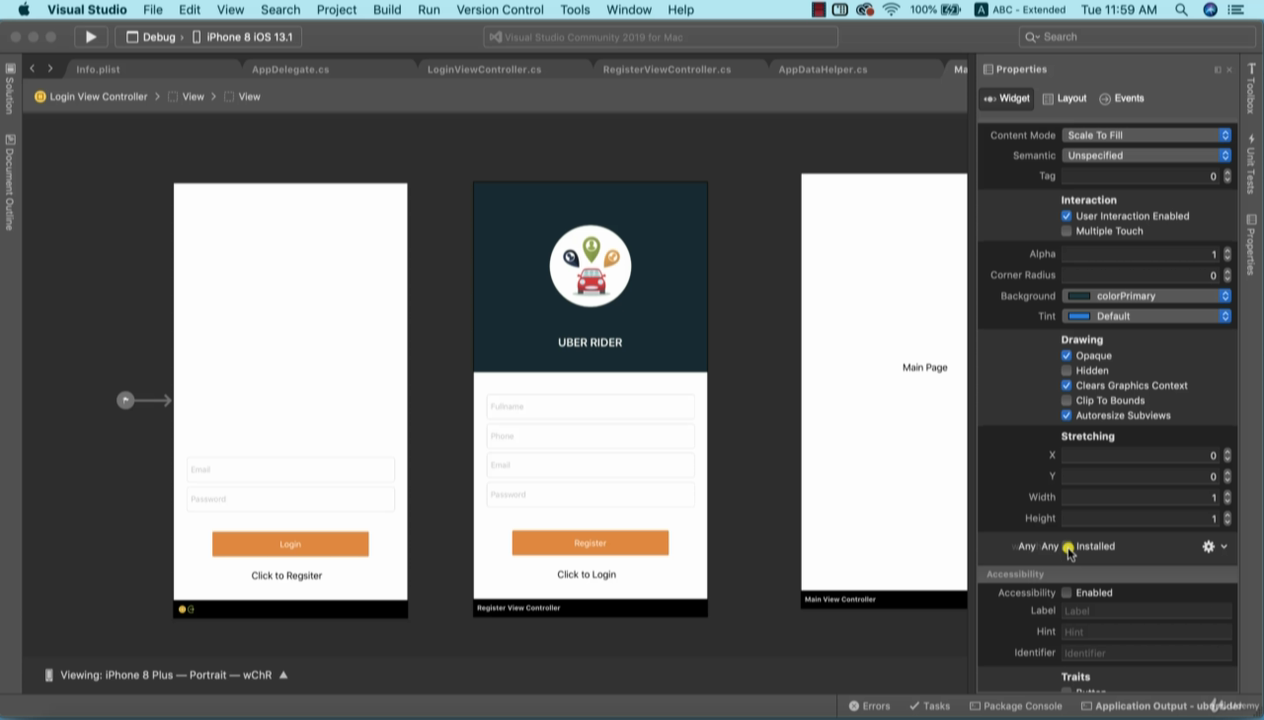 Visual Studio File Edit View Search Project Build Run Version Control Tools Window Help 100% A ABC - Extended Tue 11:59 AM
Debug › iPhone 8 iOS 13.1 Visual Studio Community 2019 for Mac Search
Info.plist AppDelegate.cs LoginViewController.cs RegisterViewController.cs AppDataHelper.cs Ma
Login View Controller > View > View
Solution
Document Outline
UBER RIDER
Main Page
Fullname
Phone
Email Email
Password Password
Login Register
Click to Regsiter Click to Login
Register View Controller
Main View Controller
Viewing: iPhone 8 Plus — Portrait — wChR
Properties
Widget Layout Events
Content Mode Scale To Fill
Semantic Unspecified
Tag 0
Interaction
User Interaction Enabled
Multiple Touch
Alpha 1
Corner Radius 0
Background colorPrimary
Tint Default
Drawing
Opaque
Hidden
Clears Graphics Context
Clip To Bounds
Autoresize Subviews
Stretching
X 0
Y 0
Width 1
Height 1
Any Any Installed
Accessibility
Accessibility Enabled
Label Label
Hint Hint
Identifier Identifier
Traits
Toolbox
Unit Tests
Properties
Errors Tasks Package Console Application Output - ub